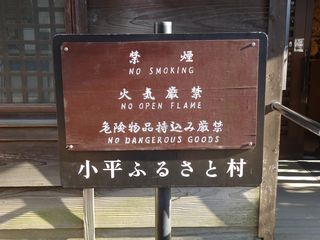 禁煙
NO SMOKING
火気厳禁
NO OPEN FLAME
危険物品持込み厳禁
NO DANGEROUS GOODS
小平ふるさと村